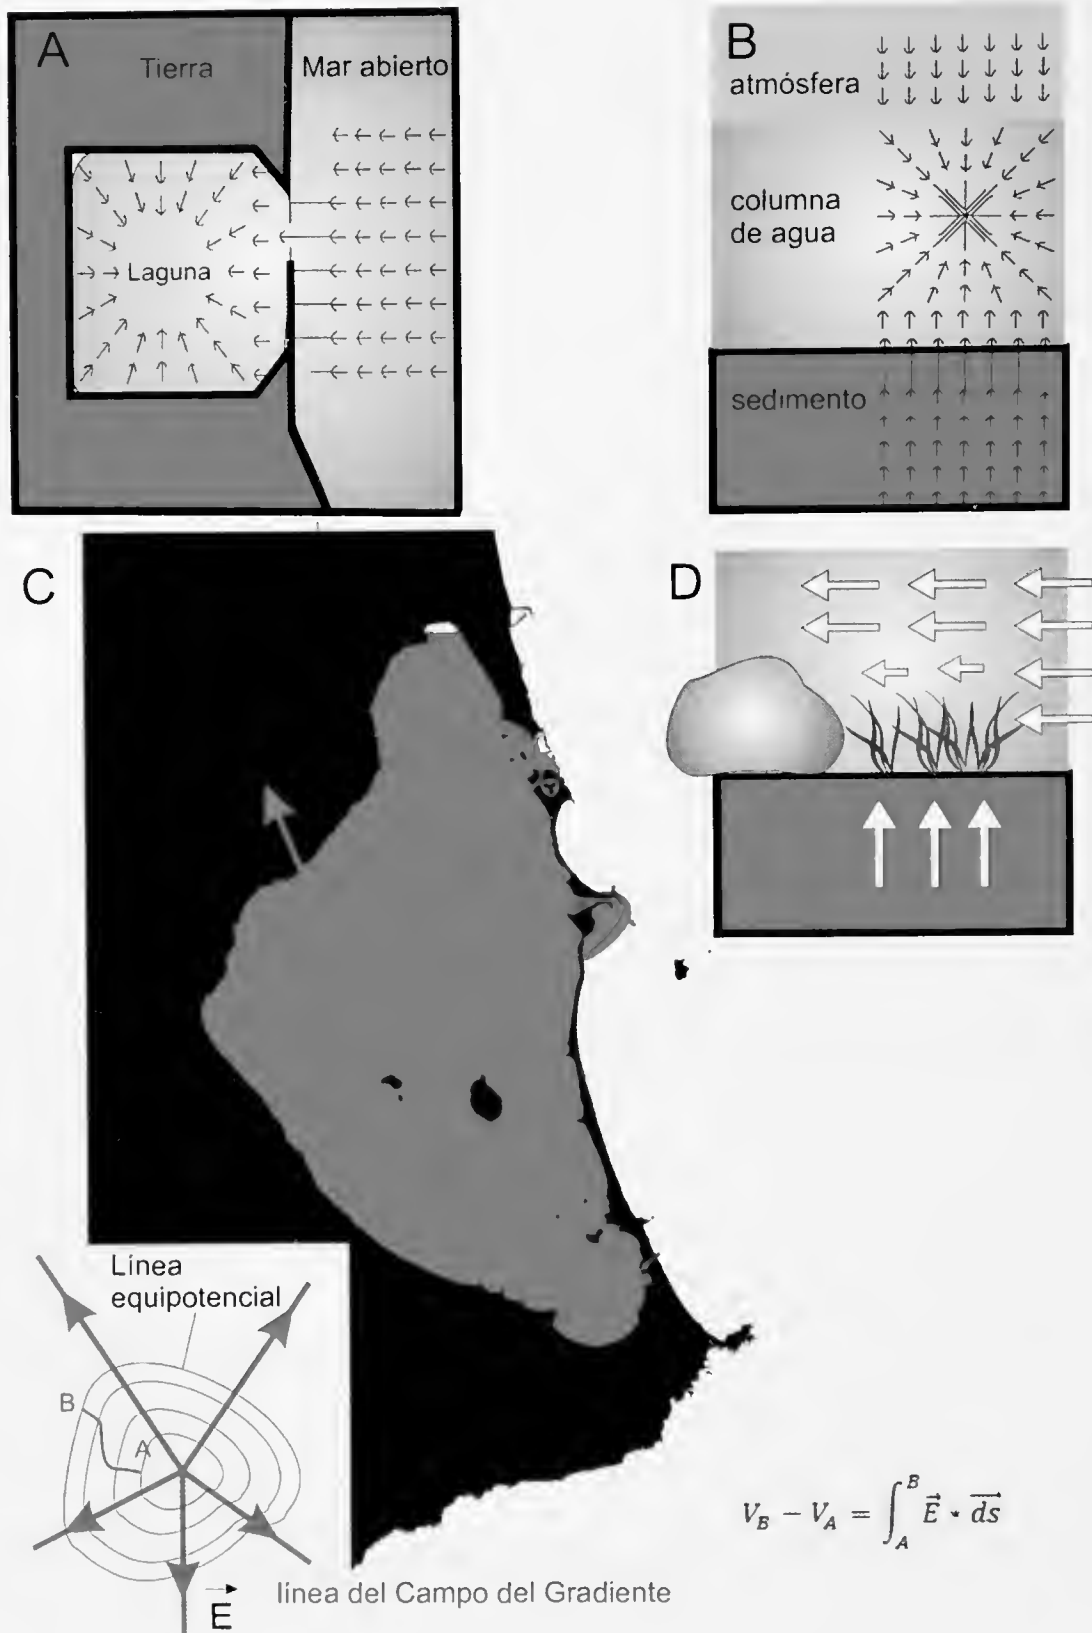 A
Tierra
Mar abierto
Laguna
B
atmósfera
columna
de agua
sedimento
C
D
Línea
equipotencial
B
A
E
línea del Campo del Gradiente
V_B − V_A = ∫_A^B E⃗ • d⃗s